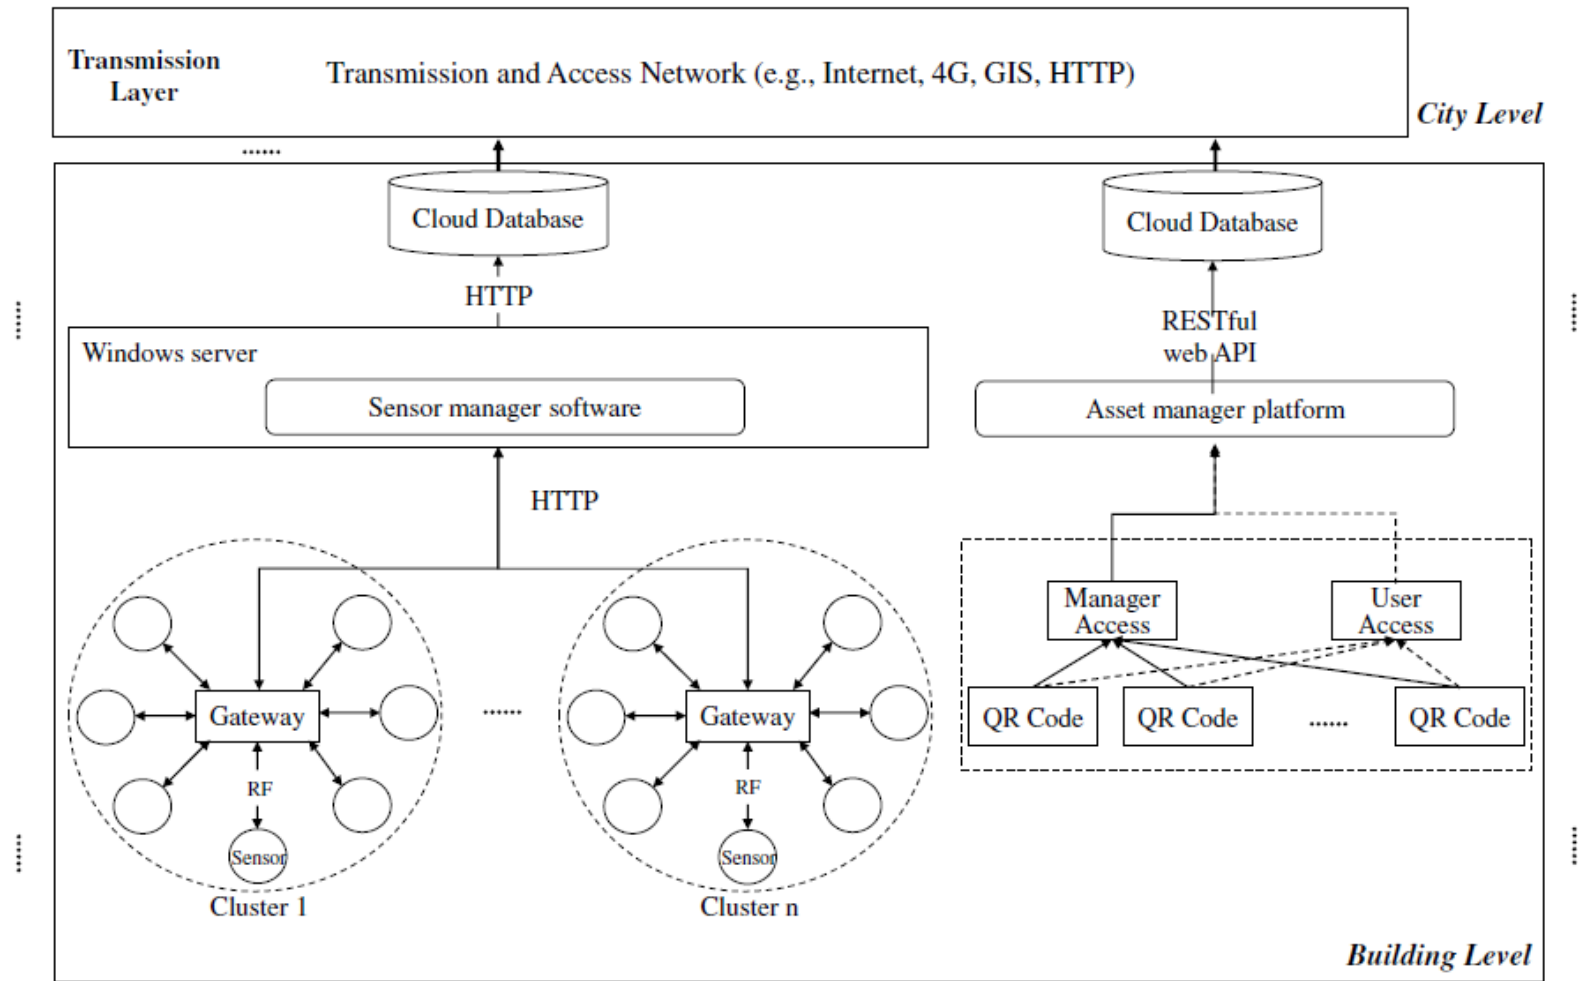 Transmission
Layer
Transmission and Access Network (e.g., Internet, 4G, GIS, HTTP)
City Level
......
Cloud Database
Cloud Database
HTTP
RESTful
web API
......
......
Windows server
Sensor manager software
Asset manager platform
HTTP
Manager
Access
User
Access
Gateway
......
Gateway
QR Code
QR Code
......
QR Code
RF
RF
Sensor
Sensor
......
......
Cluster 1
Cluster n
Building Level